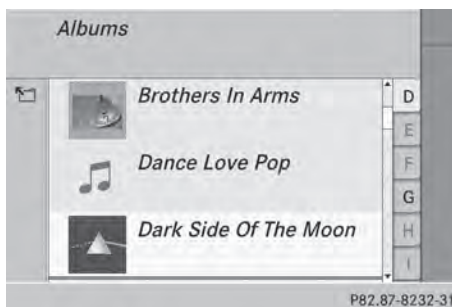 Albums
Brothers In Arms
Dance Love Pop
Dark Side Of The Moon
D
E
F
G
H
I
P82.87-8232-31